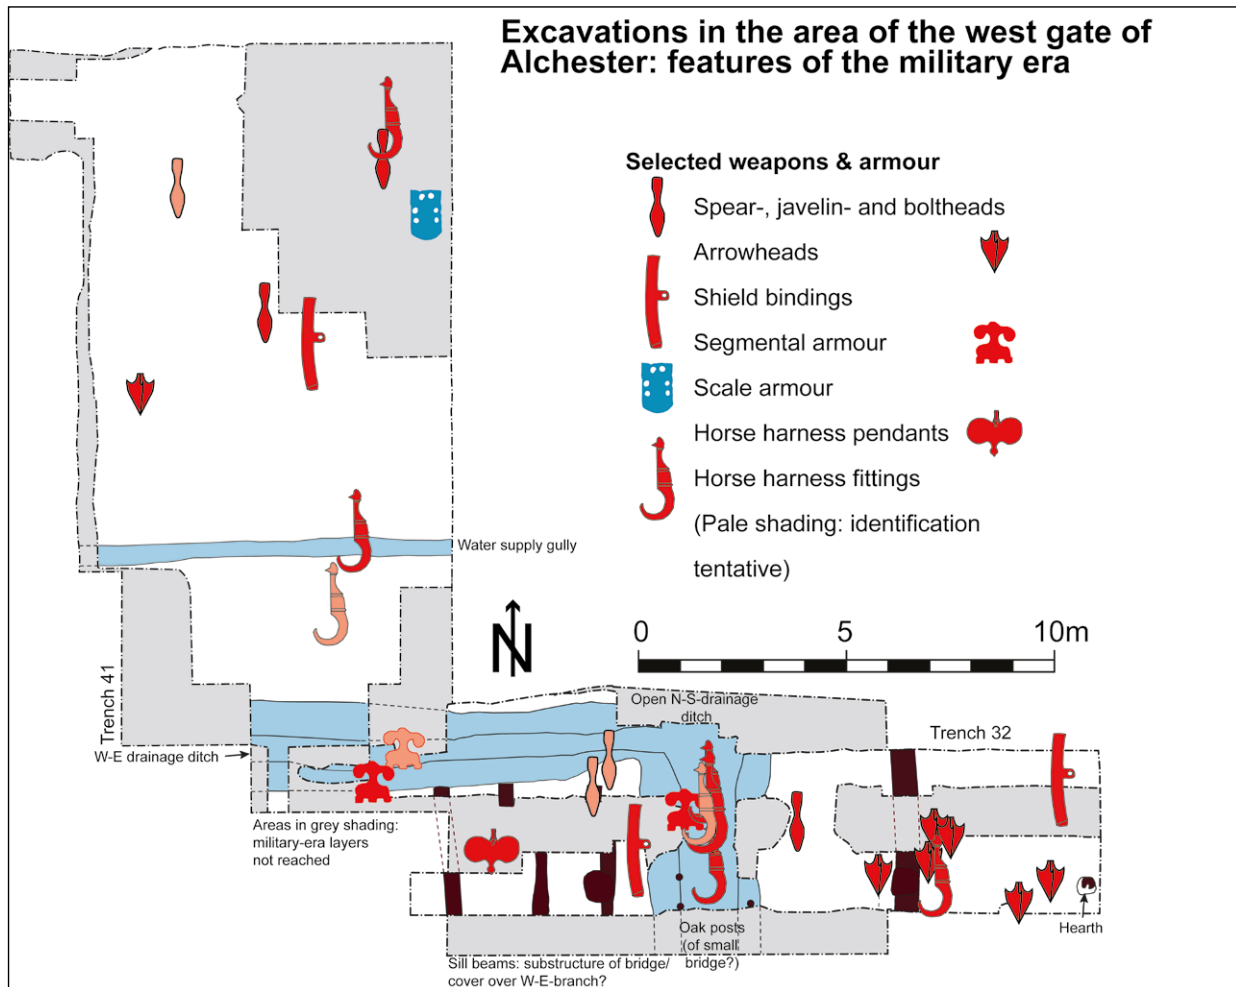 Excavations in the area of the west gate of
Alchester: features of the military era
Selected weapons & armour
Spear-, javelin- and boltheads
Arrowheads
Shield bindings
Segmental armour
Scale armour
Horse harness pendants
Horse harness fittings
(Pale shading: identification
tentative)
Water supply gully
N
0 5 10m
Trench 41
W-E drainage ditch
Open N-S-drainage
ditch
Trench 32
Areas in grey shading:
military-era layers
not reached
Hearth
Oak posts
(of small
bridge?)
Sill beams: substructure of bridge/
cover over W-E-branch?